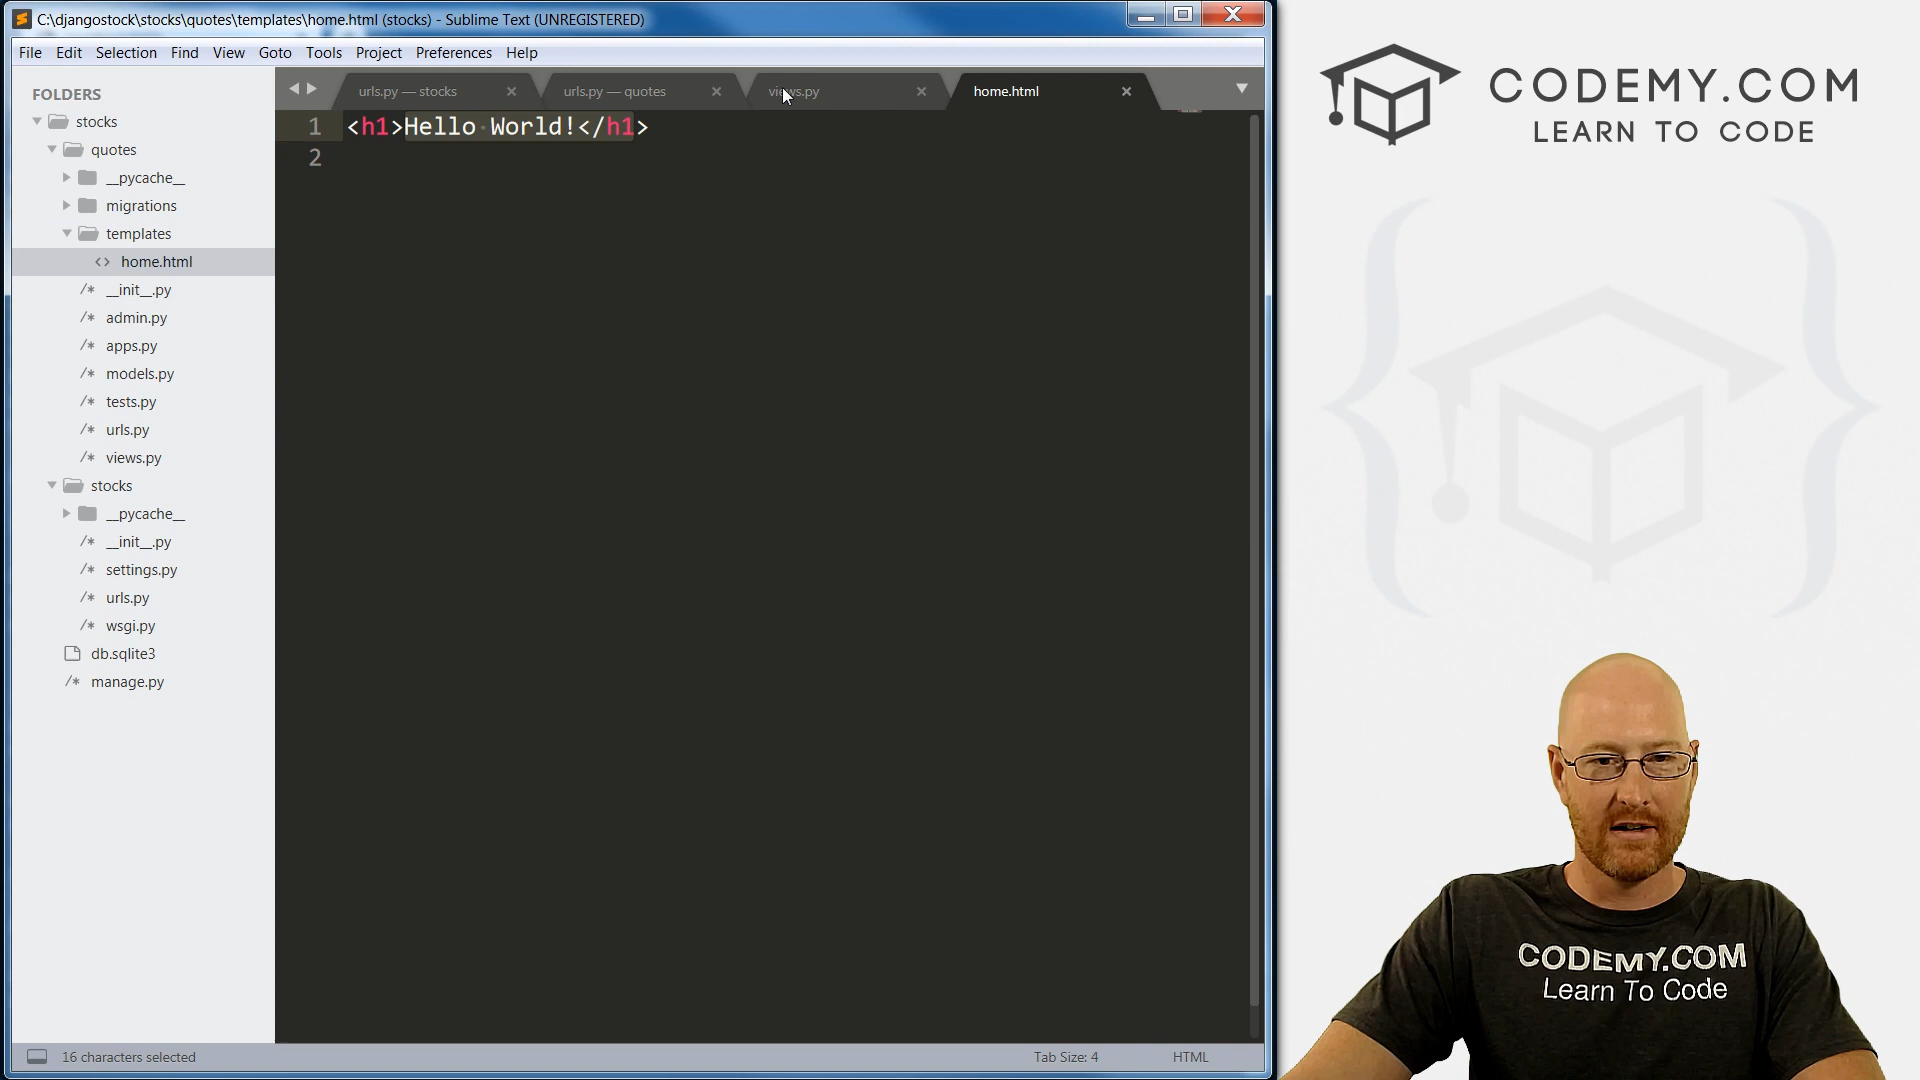 C:\djangostock\stocks\quotes\templates\home.html (stocks) - Sublime Text (UNREGISTERED)
File Edit Selection Find View Goto Tools Project Preferences Help
FOLDERS
stocks
quotes
__pycache__
migrations
templates
home.html
__init__.py
admin.py
apps.py
models.py
tests.py
urls.py
views.py
stocks
__pycache__
__init__.py
settings.py
urls.py
wsgi.py
db.sqlite3
manage.py
urls.py — stocks urls.py — quotes views.py home.html
1 <h1>Hello World!</h1>
2
16 characters selected Tab Size: 4 HTML
CODEMY.COM
LEARN TO CODE
CODEMY.COM
Learn To Code